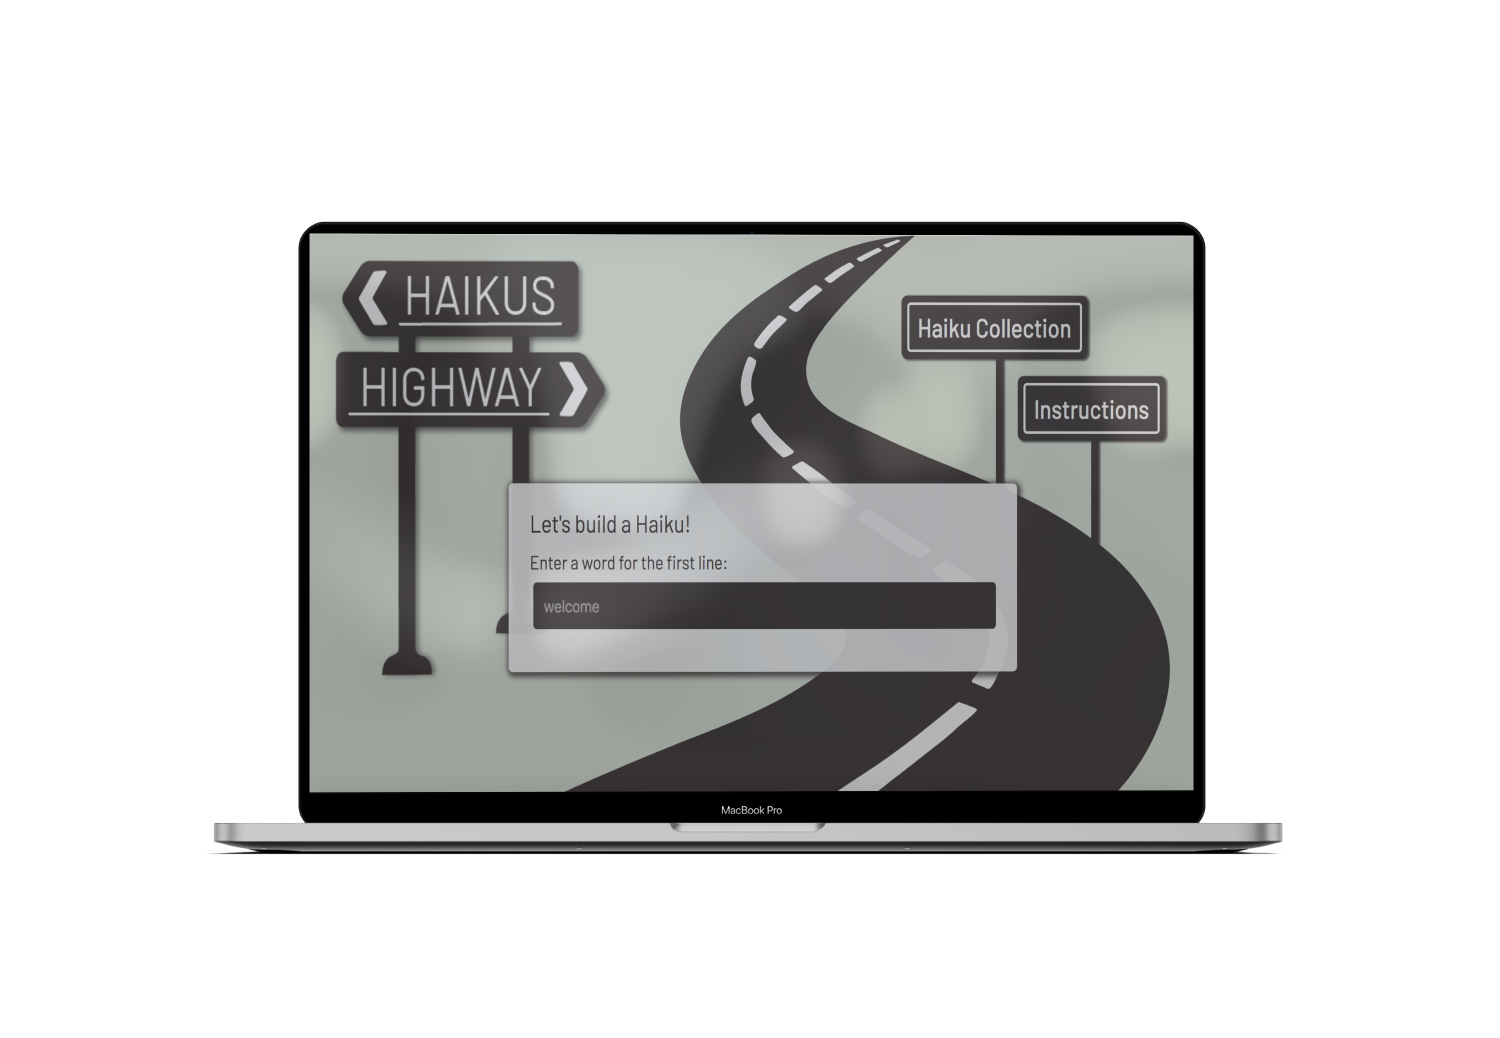 HAIKUS
HIGHWAY
Haiku Collection
Instructions
Let's build a Haiku!
Enter a word for the first line:
welcome
MacBook Pro